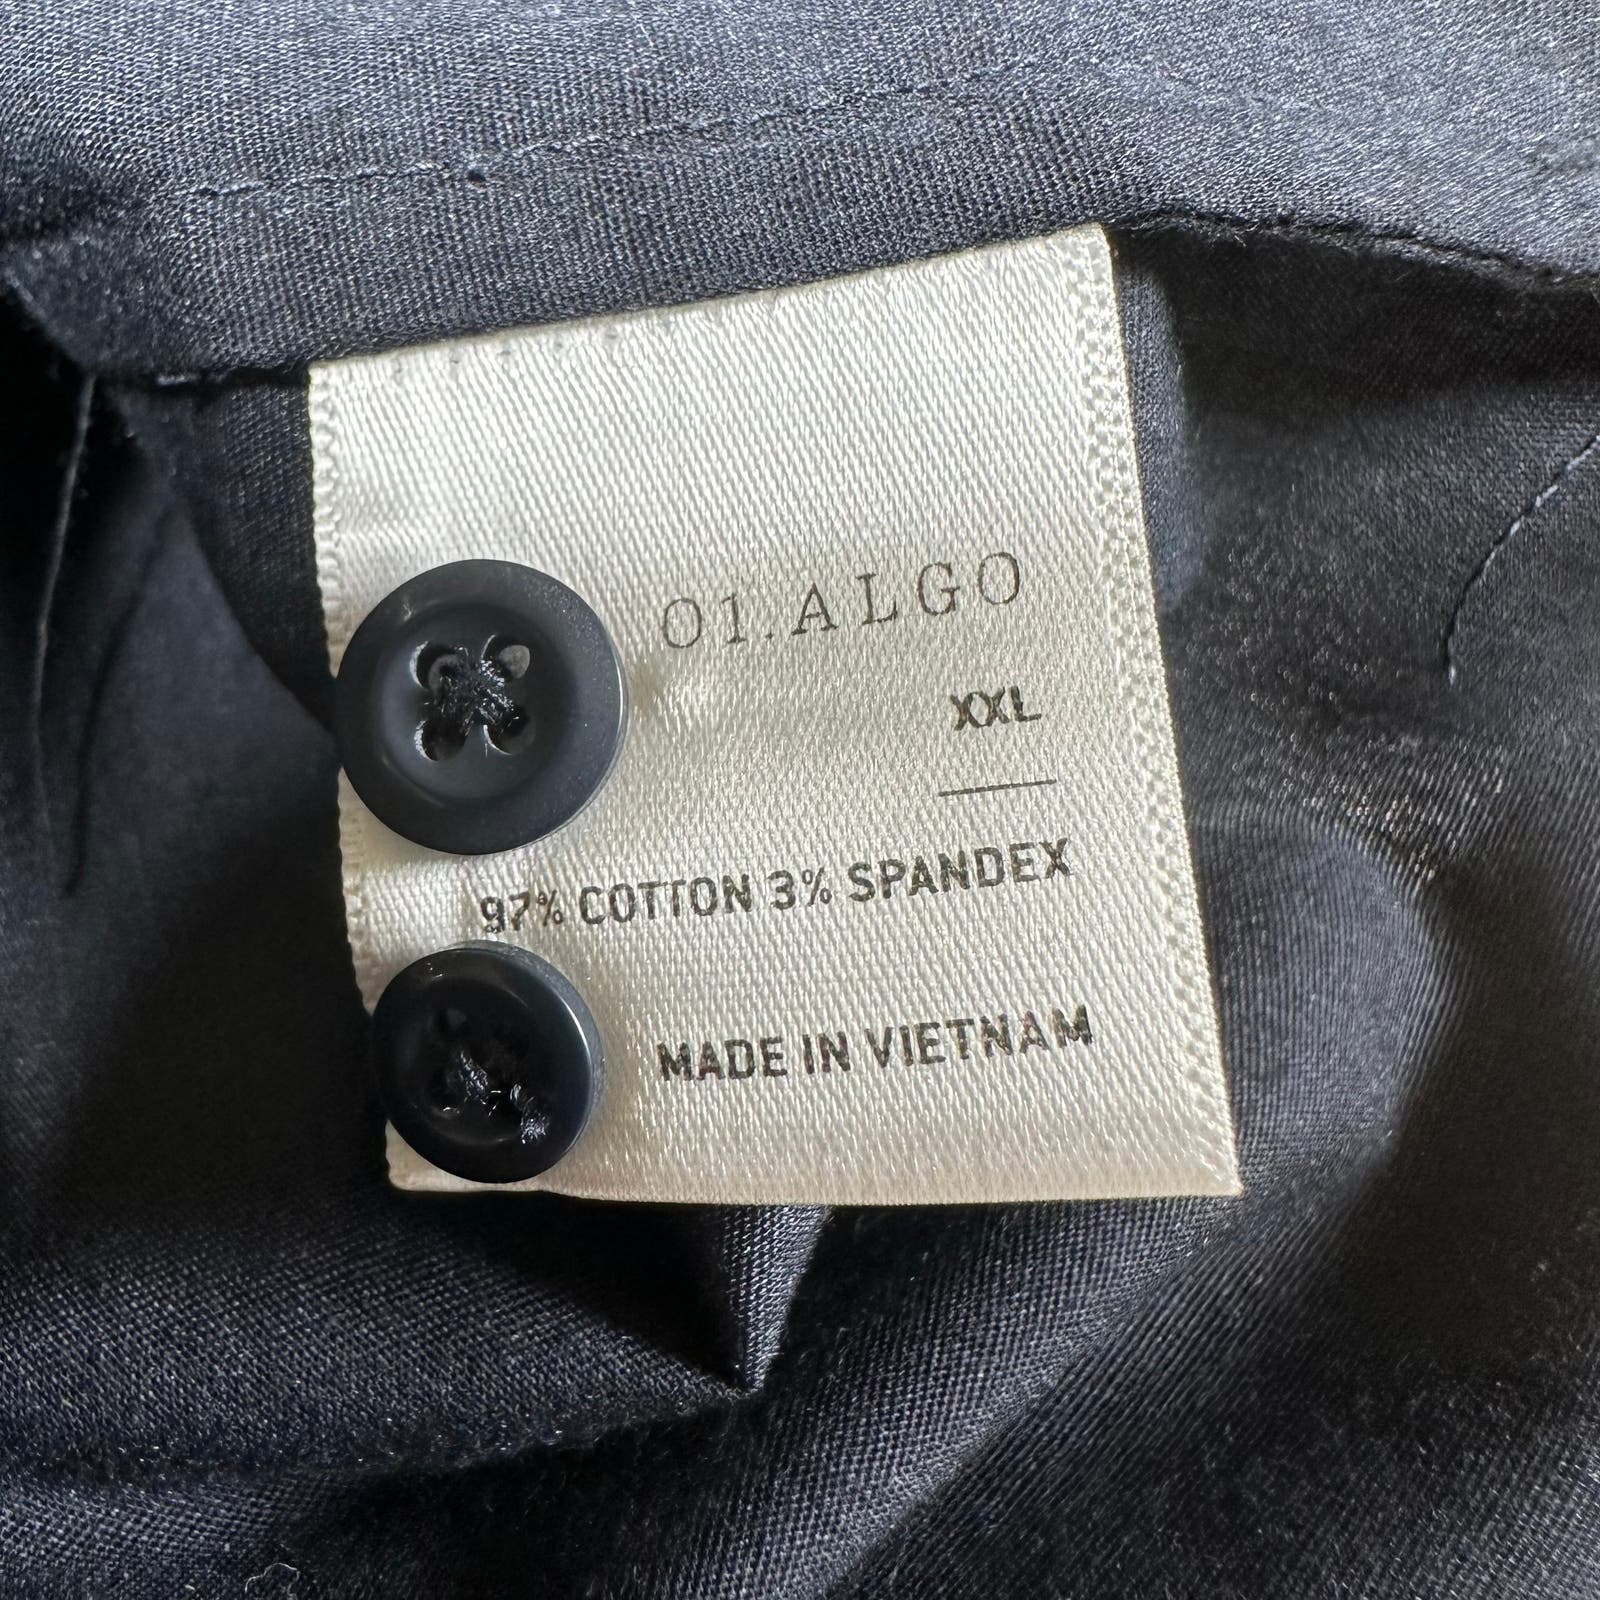 01.ALGO
XXL
97% COTTON 3% SPANDEX
MADE IN VIETNAM